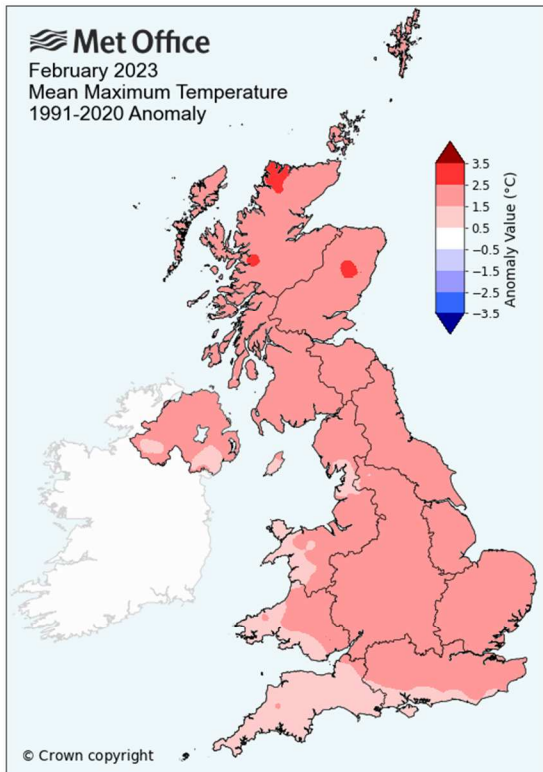 Met Office
February 2023
Mean Maximum Temperature
1991-2020 Anomaly
3.5
2.5
1.5
0.5
−0.5
−1.5
−2.5
−3.5
Anomaly Value (°C)
© Crown copyright